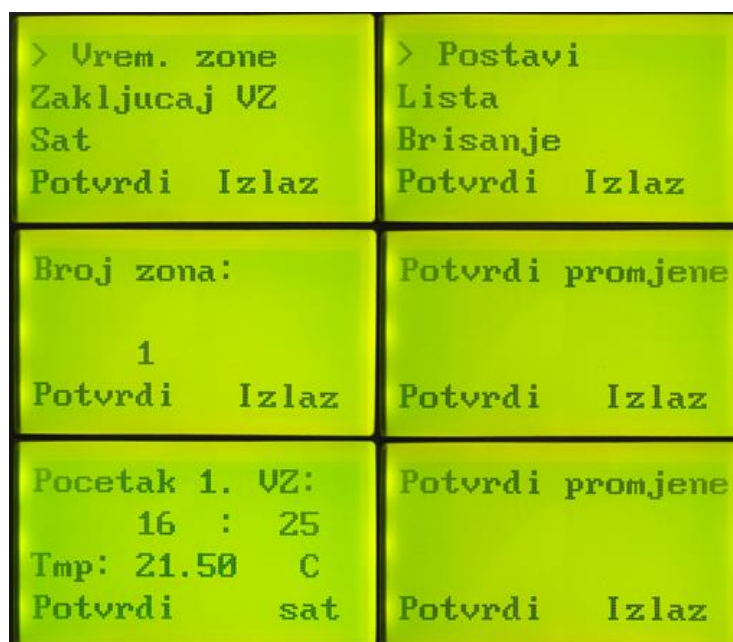 > Vrem. zone
Zakljucaj VZ
Sat
Potvrdi Izlaz
> Postavi
Lista
Brisanje
Potvrdi Izlaz
Broj zona:
1
Potvrdi Izlaz
Potvrdi promjene
Potvrdi Izlaz
Pocetak 1. VZ:
16 : 25
Tmp: 21.50 C
Potvrdi sat
Potvrdi promjene
Potvrdi Izlaz